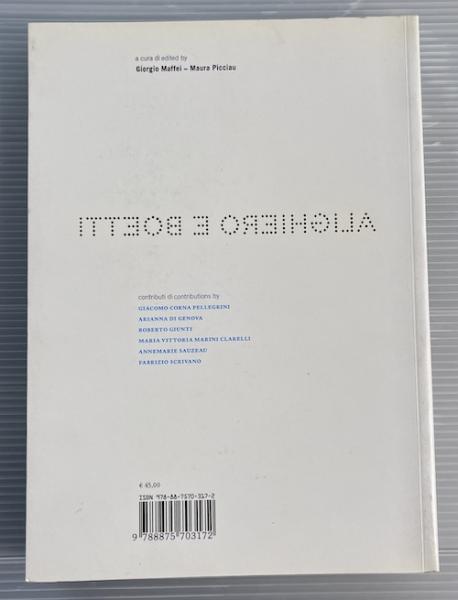 a cura di edited by
Giorgio Maffei – Maura Picciau
ALIGHIERO E BOETTI
contributi di contributions by
GIACOMO CORNA PELLEGRINI
ARIANNA DI GENOVA
ROBERTO GIUNTI
MARIA VITTORIA MARINI CLARELLI
ANNEMARIE SAUZEAU
FABRIZIO SCRIVANO
€ 45,00
ISBN 978-88-7570-317-2
9 788875 703172